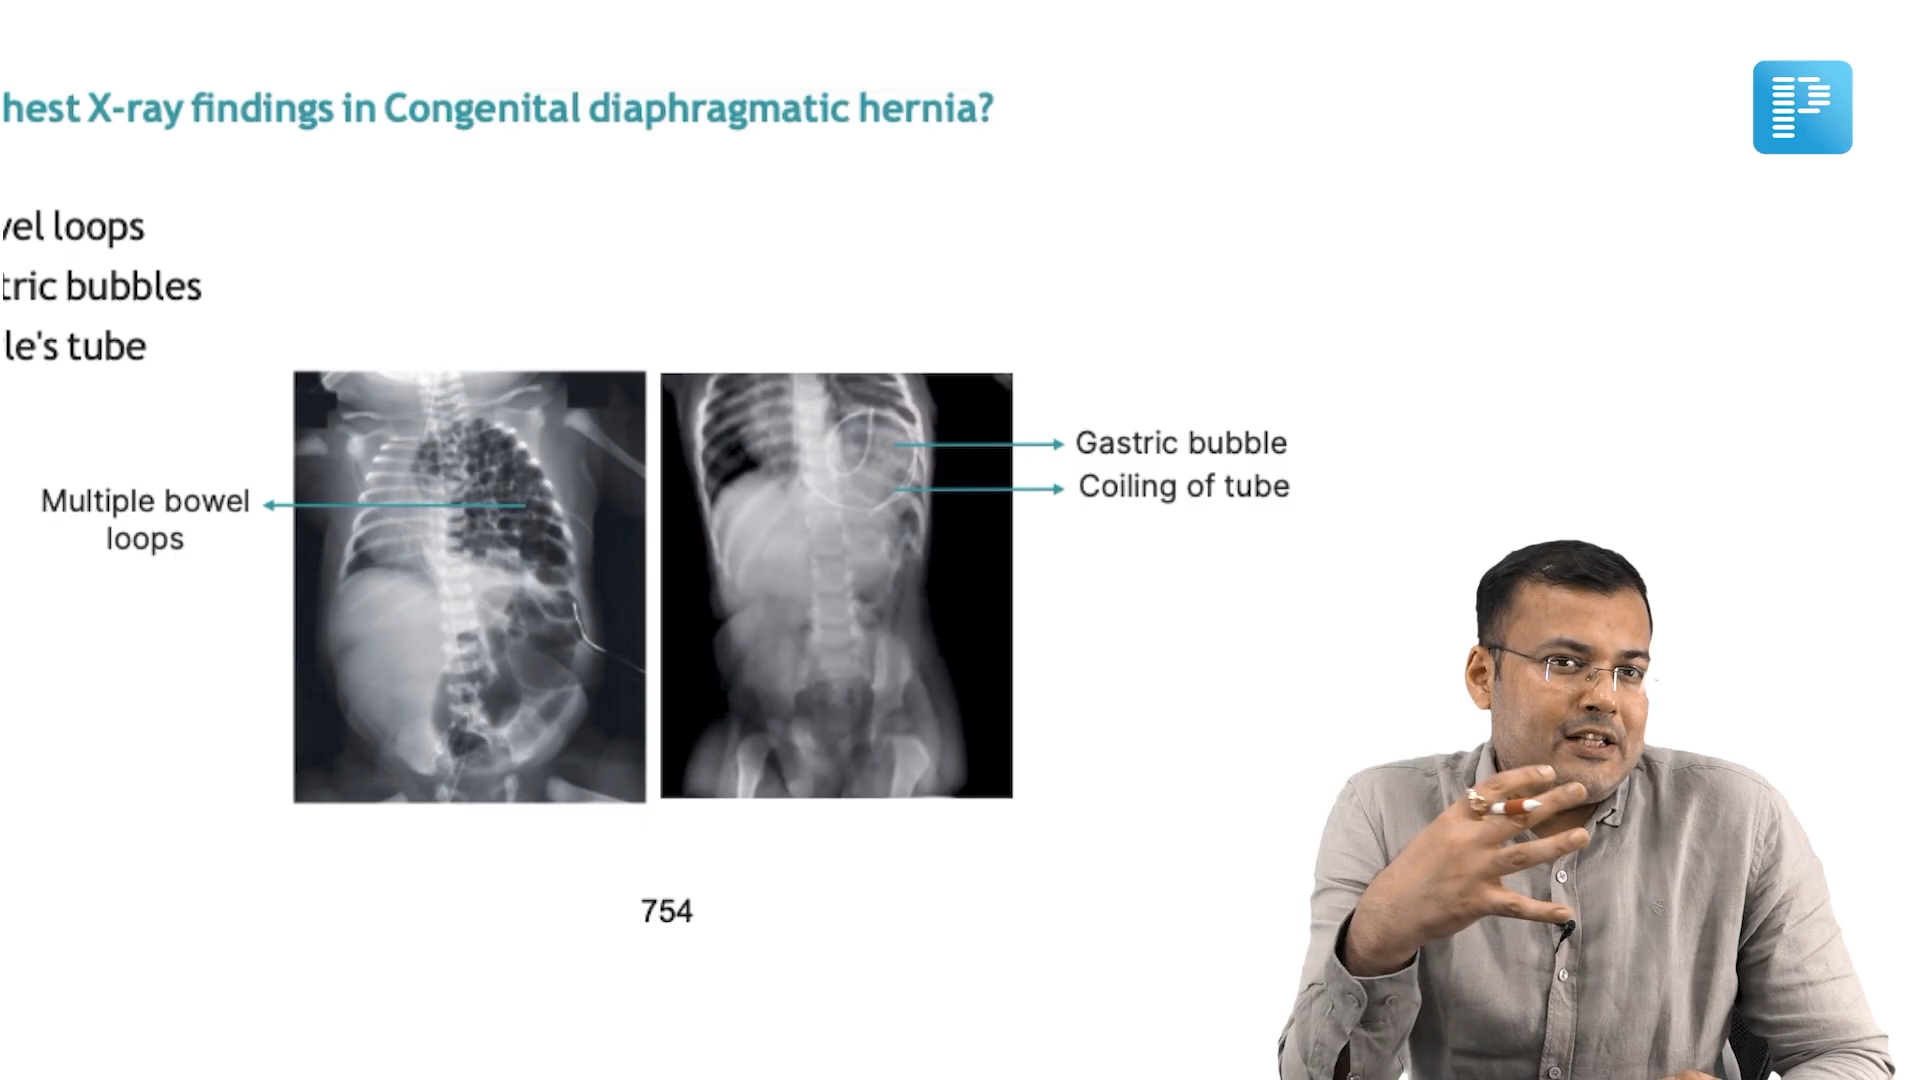 hest X-ray findings in Congenital diaphragmatic hernia?
vel loops
tric bubbles
le's tube
Multiple bowel
loops
Gastric bubble
Coiling of tube
754